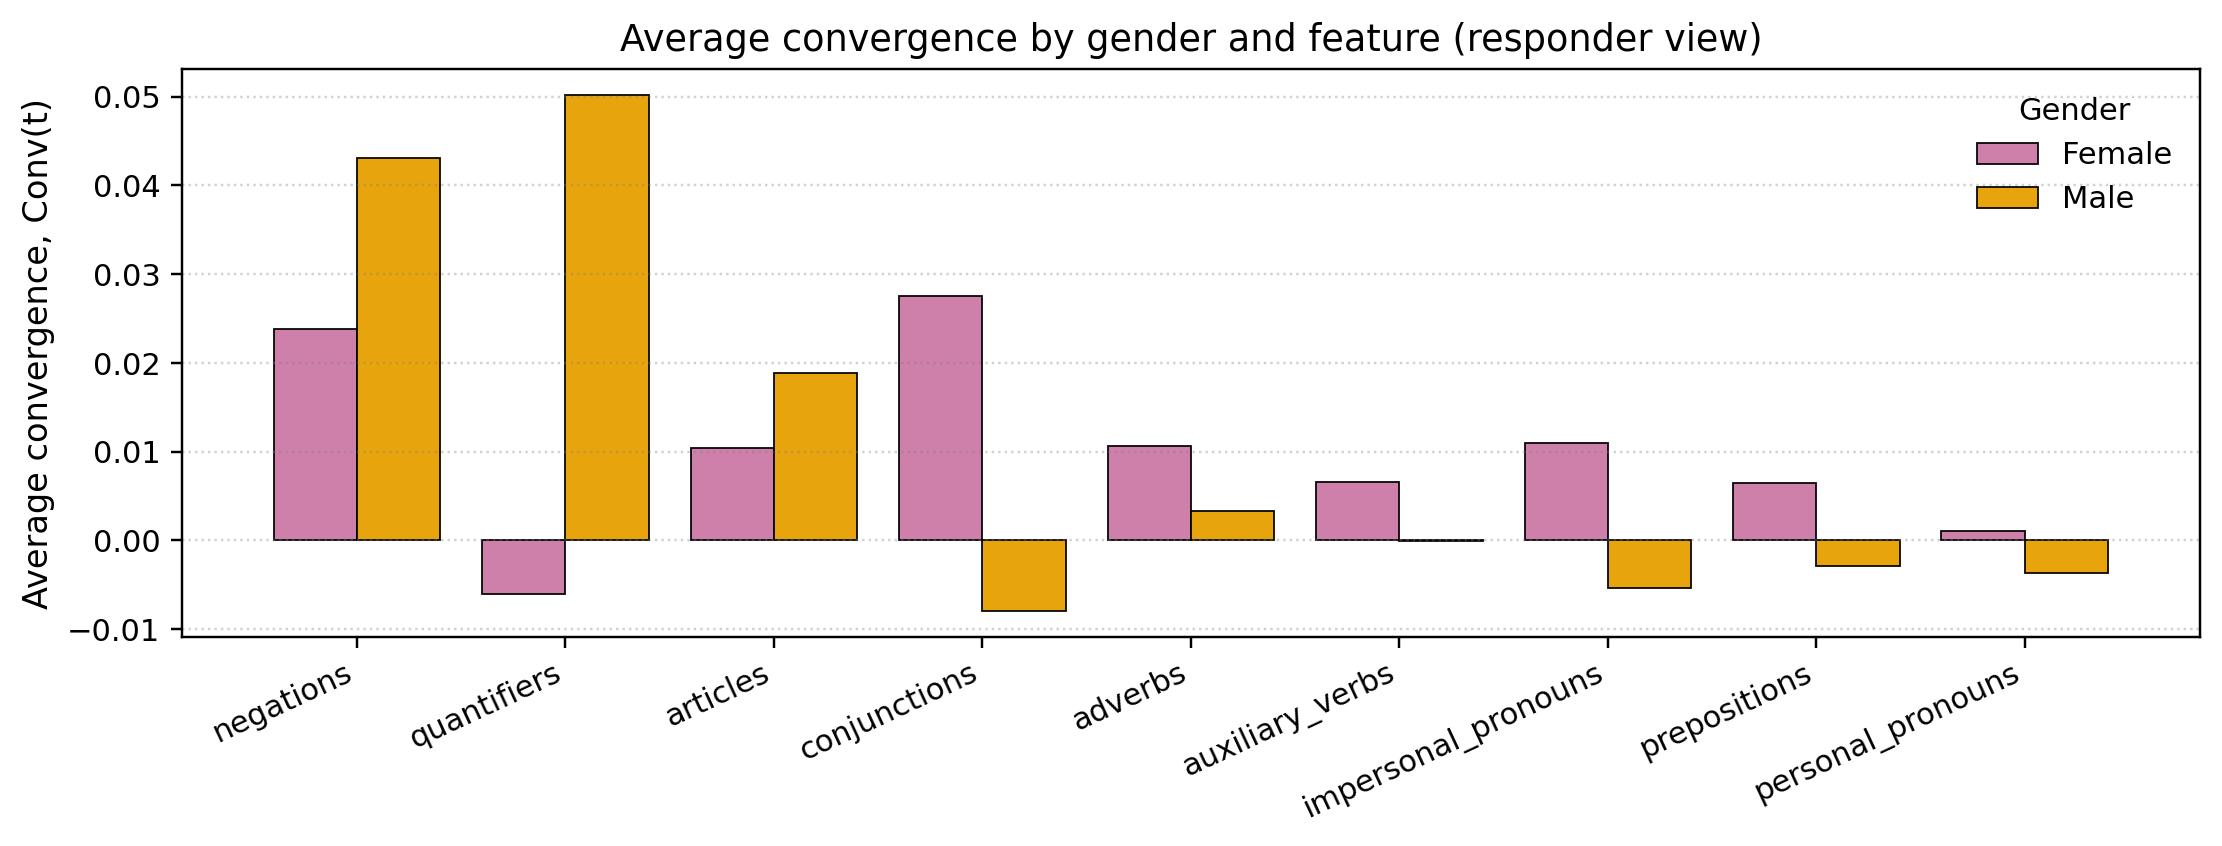 Average convergence by gender and feature (responder view)
Average convergence, Conv(t)
0.05
0.04
0.03
0.02
0.01
0.00
−0.01
Gender
Female
Male
negations
quantifiers
articles
conjunctions
adverbs
auxiliary_verbs
impersonal_pronouns
prepositions
personal_pronouns